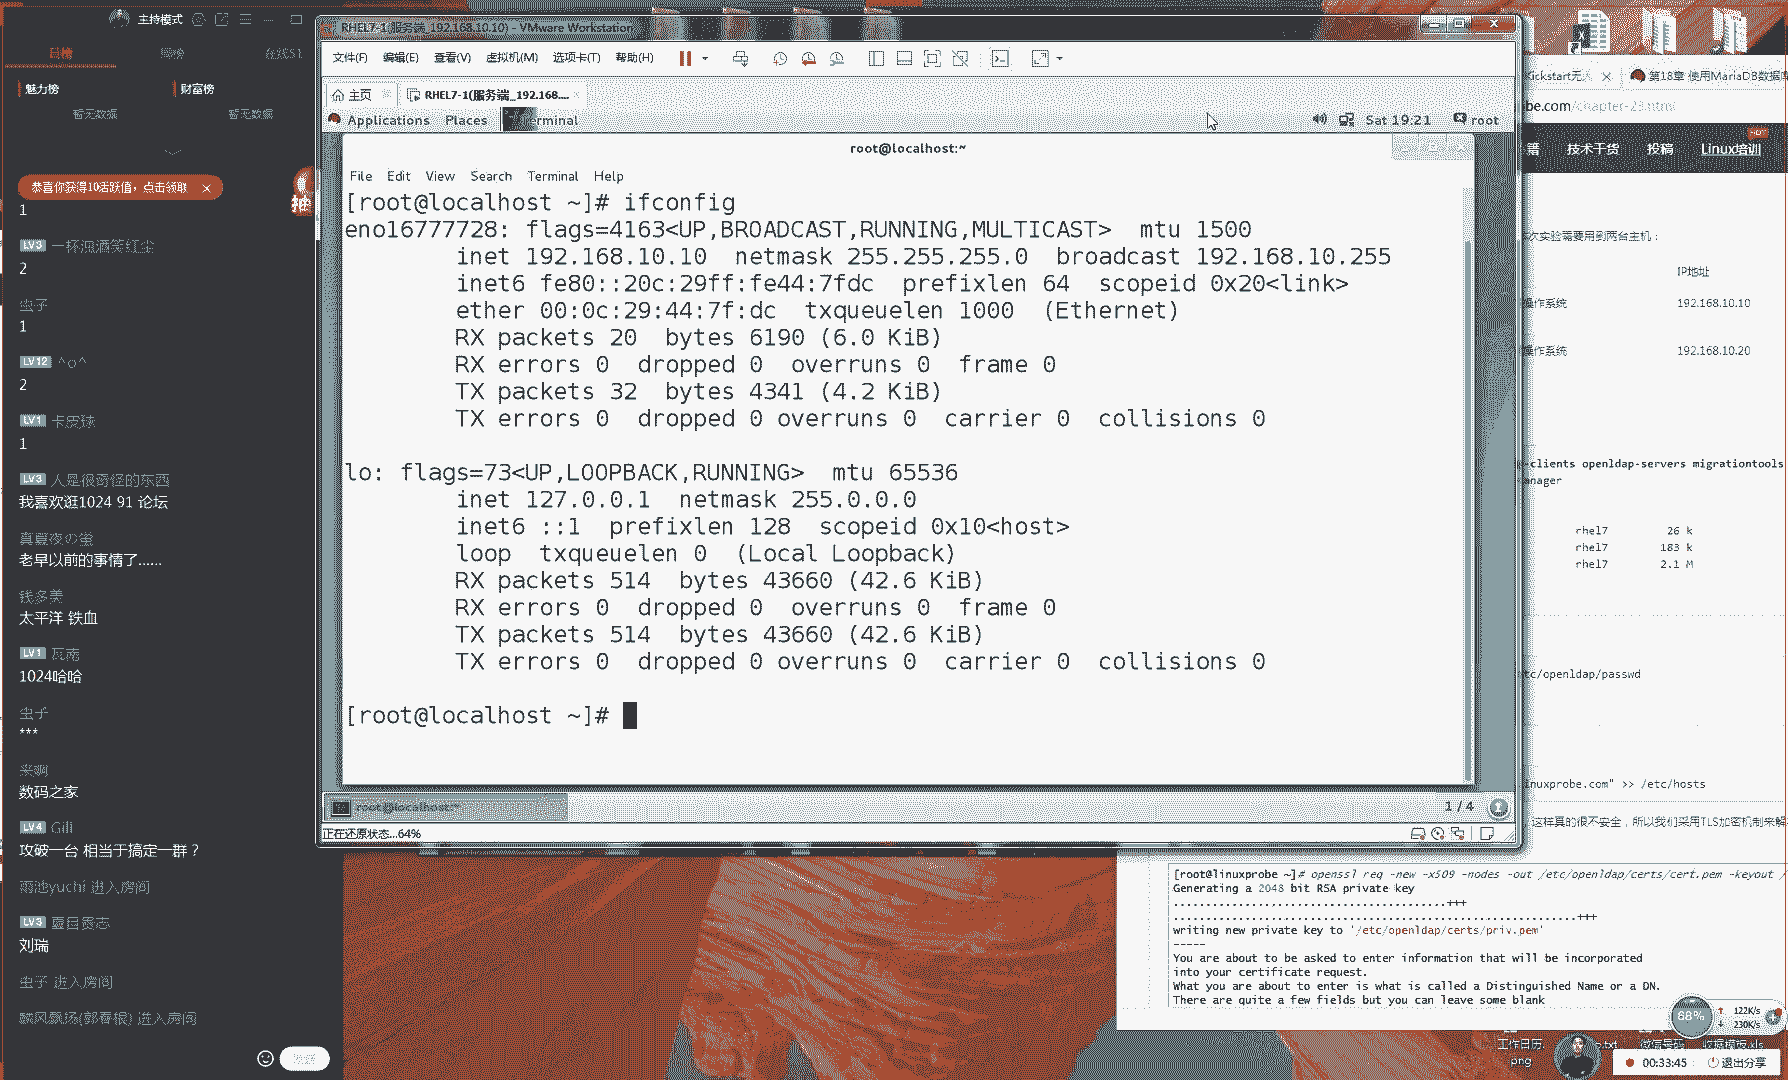 主持模式
在线51
魅力榜
财富榜
暂无数据
暂无数据
恭喜你获得10活跃值，点击领取
1
LV3 一杯浊酒笑红尘
2
虫子
1
LV12 ^o^
2
LV1 卡皮球
1
LV3 人是很奇怪的东西
我喜欢逛1024 91 论坛
真夏夜の萤
老早以前的事情了......
钱多美
太平洋 铁血
LV1 瓦南
1024哈哈
虫子
***
数码之家
LV4 Gili
攻破一台 相当于搞定一群？
雨池yuchi 进入房间
LV3 夏目贵志
刘瑞
虫子 进入房间
飘风飘扬(郭春根) 进入房间
RHEL7-1(服务端_192.168.10.10) - VMware Workstation
文件(F) 编辑(E) 查看(V) 虚拟机(M) 选项卡(T) 帮助(H)
主页
RHEL7-1(服务端_192.168....
Applications Places Terminal
Sat 19:21 root
root@localhost:~
File Edit View Search Terminal Help
[root@localhost ~]# ifconfig
eno16777728: flags=4163<UP,BROADCAST,RUNNING,MULTICAST> mtu 1500
inet 192.168.10.10 netmask 255.255.255.0 broadcast 192.168.10.255
inet6 fe80::20c:29ff:fe44:7fdc prefixlen 64 scopeid 0x20<link>
ether 00:0c:29:44:7f:dc txqueuelen 1000 (Ethernet)
RX packets 20 bytes 6190 (6.0 KiB)
RX errors 0 dropped 0 overruns 0 frame 0
TX packets 32 bytes 4341 (4.2 KiB)
TX errors 0 dropped 0 overruns 0 carrier 0 collisions 0
lo: flags=73<UP,LOOPBACK,RUNNING> mtu 65536
inet 127.0.0.1 netmask 255.0.0.0
inet6 ::1 prefixlen 128 scopeid 0x10<host>
loop txqueuelen 0 (Local Loopback)
RX packets 514 bytes 43660 (42.6 KiB)
RX errors 0 dropped 0 overruns 0 frame 0
TX packets 514 bytes 43660 (42.6 KiB)
TX errors 0 dropped 0 overruns 0 carrier 0 collisions 0
[root@localhost ~]#
root@localhost:~
1 / 4
正在还原状态...64%
Kickstart无人
第18章 使用MariaDB数据库
be.com/chapter-23.html
籍 技术干货 投稿 Linux培训
HOT
次实验需要用到两台主机：
IP地址
操作系统 192.168.10.10
操作系统 192.168.10.20
-clients openldap-servers migrationtools
anager
rhel7 26 k
rhel7 183 k
rhel7 2.1 M
tc/openldap/passwd
inuxprobe.com" >> /etc/hosts
，这样真的很不安全，所以我们采用TLS加密机制来解
[root@linuxprobe ~]# openssl req -new -x509 -nodes -out /etc/openldap/certs/cert.pem -keyout /
Generating a 2048 bit RSA private key
..........................................+++
..............................................................+++
writing new private key to '/etc/openldap/certs/priv.pem'
-----
You are about to be asked to enter information that will be incorporated
into your certificate request.
What you are about to enter is what is called a Distinguished Name or a DN.
There are quite a few fields but you can leave some blank
68%
122K/s
230K/s
工作日历.
png
.txt
微信号码
收据模板.xls
00:33:45 退出分享